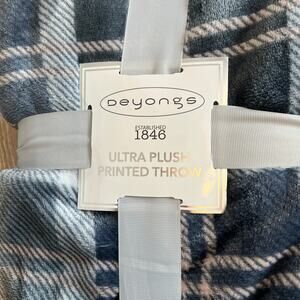 Deyongs
ESTABLISHED
1846
ULTRA PLUSH
PRINTED THROW